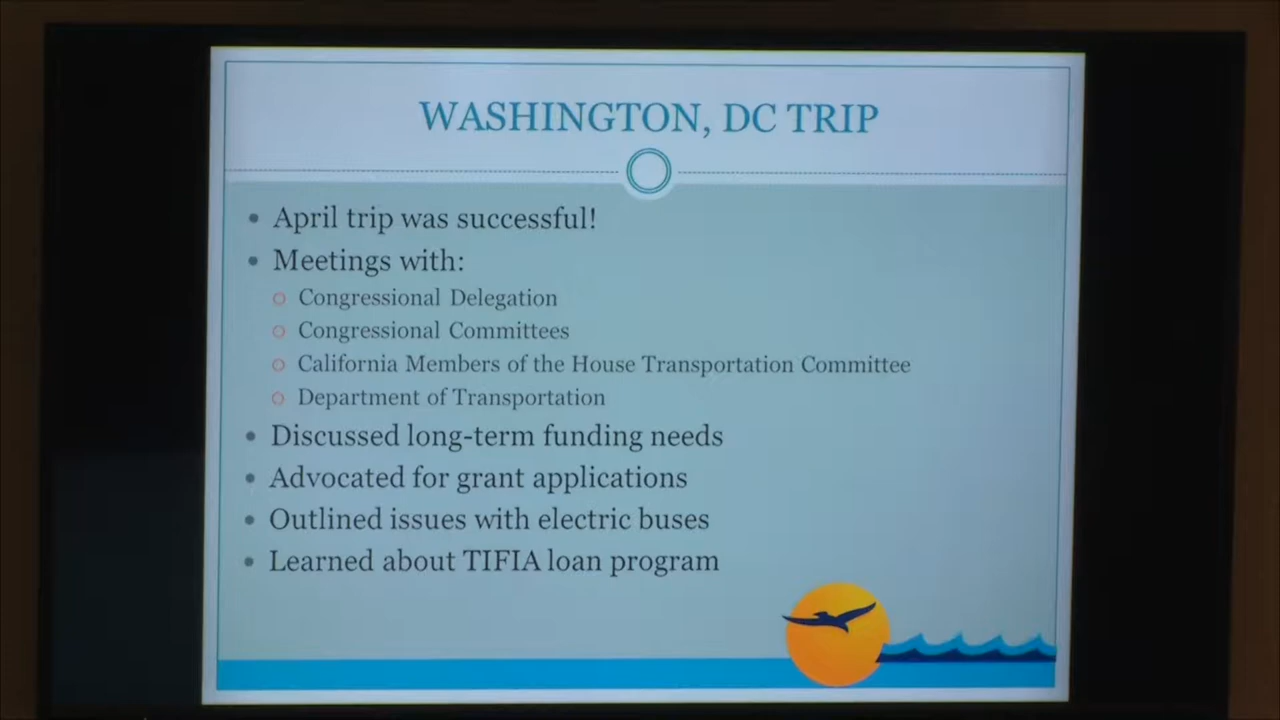 WASHINGTON, DC TRIP
• April trip was successful!
• Meetings with:
○ Congressional Delegation
○ Congressional Committees
○ California Members of the House Transportation Committee
○ Department of Transportation
• Discussed long-term funding needs
• Advocated for grant applications
• Outlined issues with electric buses
• Learned about TIFIA loan program